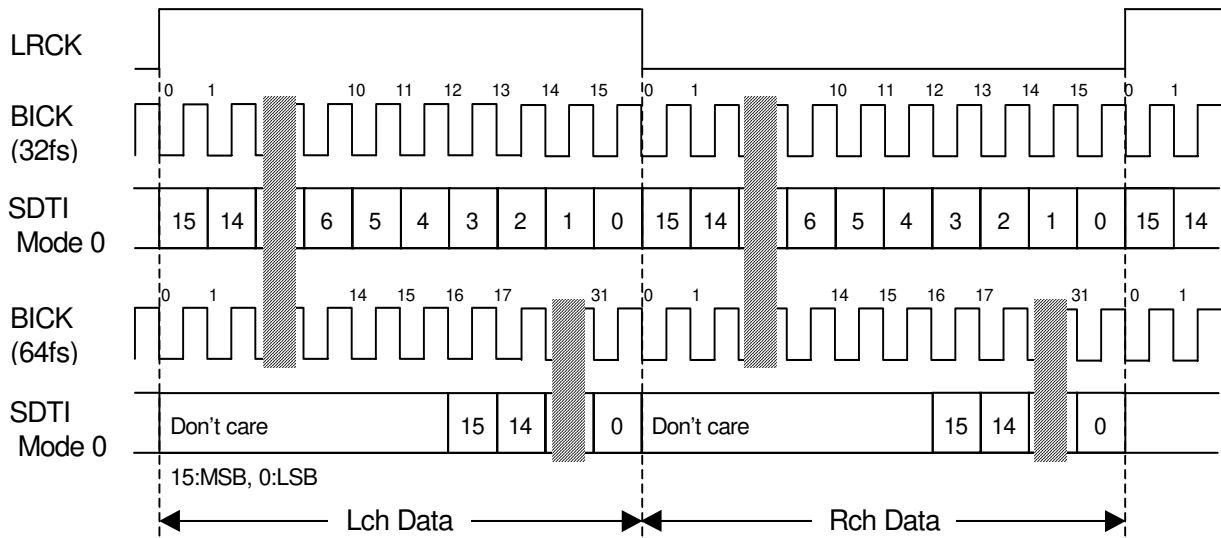 LRCK
0 1 10 11 12 13 14 15 0 1 10 11 12 13 14 15 0 1
BICK
(32fs)
SDTI
Mode 0
15 14 6 5 4 3 2 1 0 15 14 6 5 4 3 2 1 0 15 14
0 1 14 15 16 17 31 0 1 14 15 16 17 31 0 1
BICK
(64fs)
SDTI
Mode 0
Don't care 15 14 0 Don't care 15 14 0
15:MSB, 0:LSB
Lch Data Rch Data